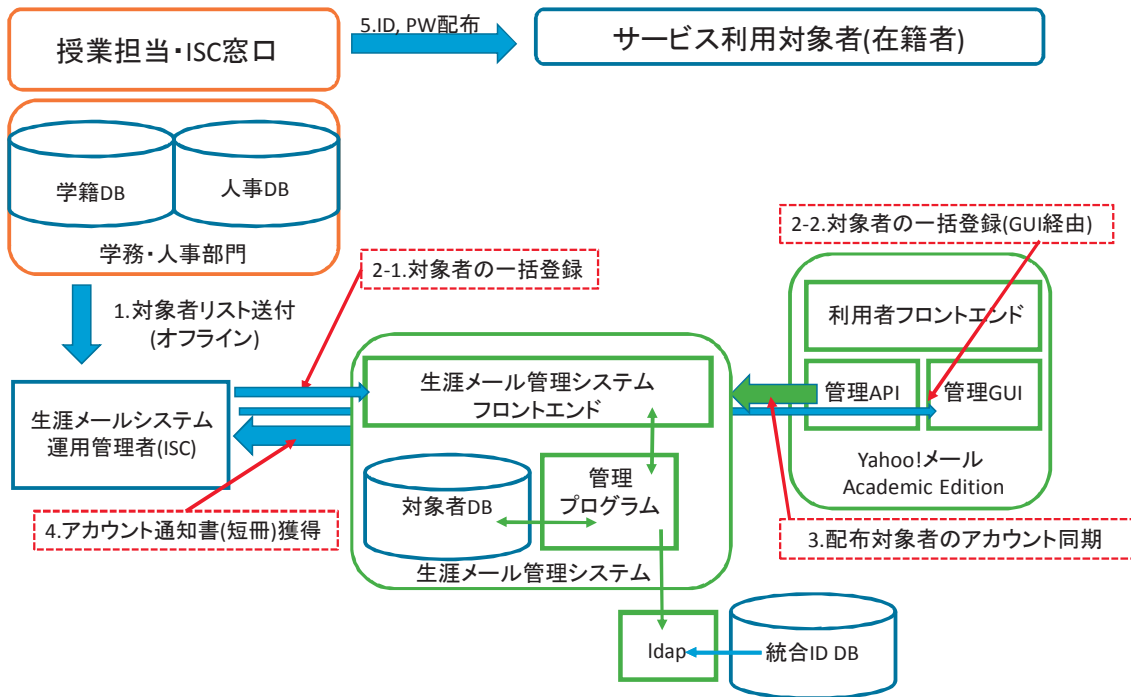 5.ID, PW配布
授業担当・ISC窓口
サービス利用対象者(在籍者)
学籍DB
人事DB
学務・人事部門
2-2.対象者の一括登録(GUI経由)
2-1.対象者の一括登録
1.対象者リスト送付
(オフライン)
利用者フロントエンド
生涯メール管理システム
フロントエンド
管理API
管理GUI
生涯メールシステム
運用管理者(ISC)
Yahoo!メール
Academic Edition
対象者DB
管理
プログラム
4.アカウント通知書(短冊)獲得
3.配布対象者のアカウント同期
生涯メール管理システム
ldap
統合ID DB